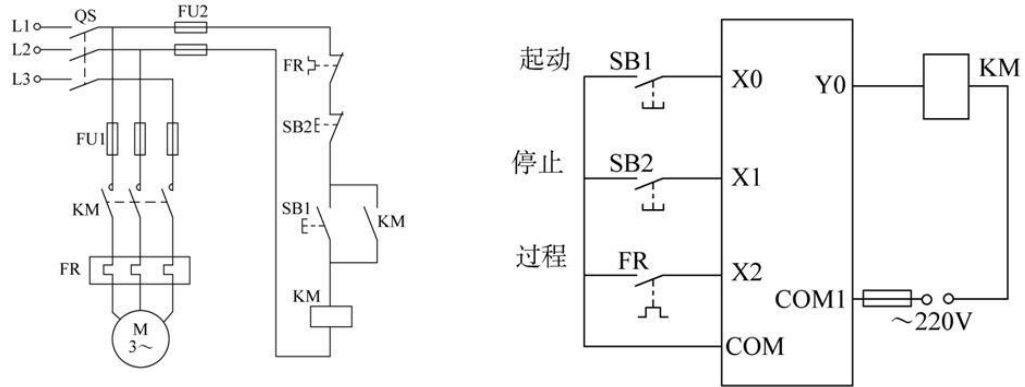 L1
QS
FU2
L2
L3
FR
SB2
FU1
KM
SB1
KM
FR
KM
M
3～
起动
SB1
X0
Y0
KM
停止
SB2
X1
过程
FR
X2
COM1
～220V
COM